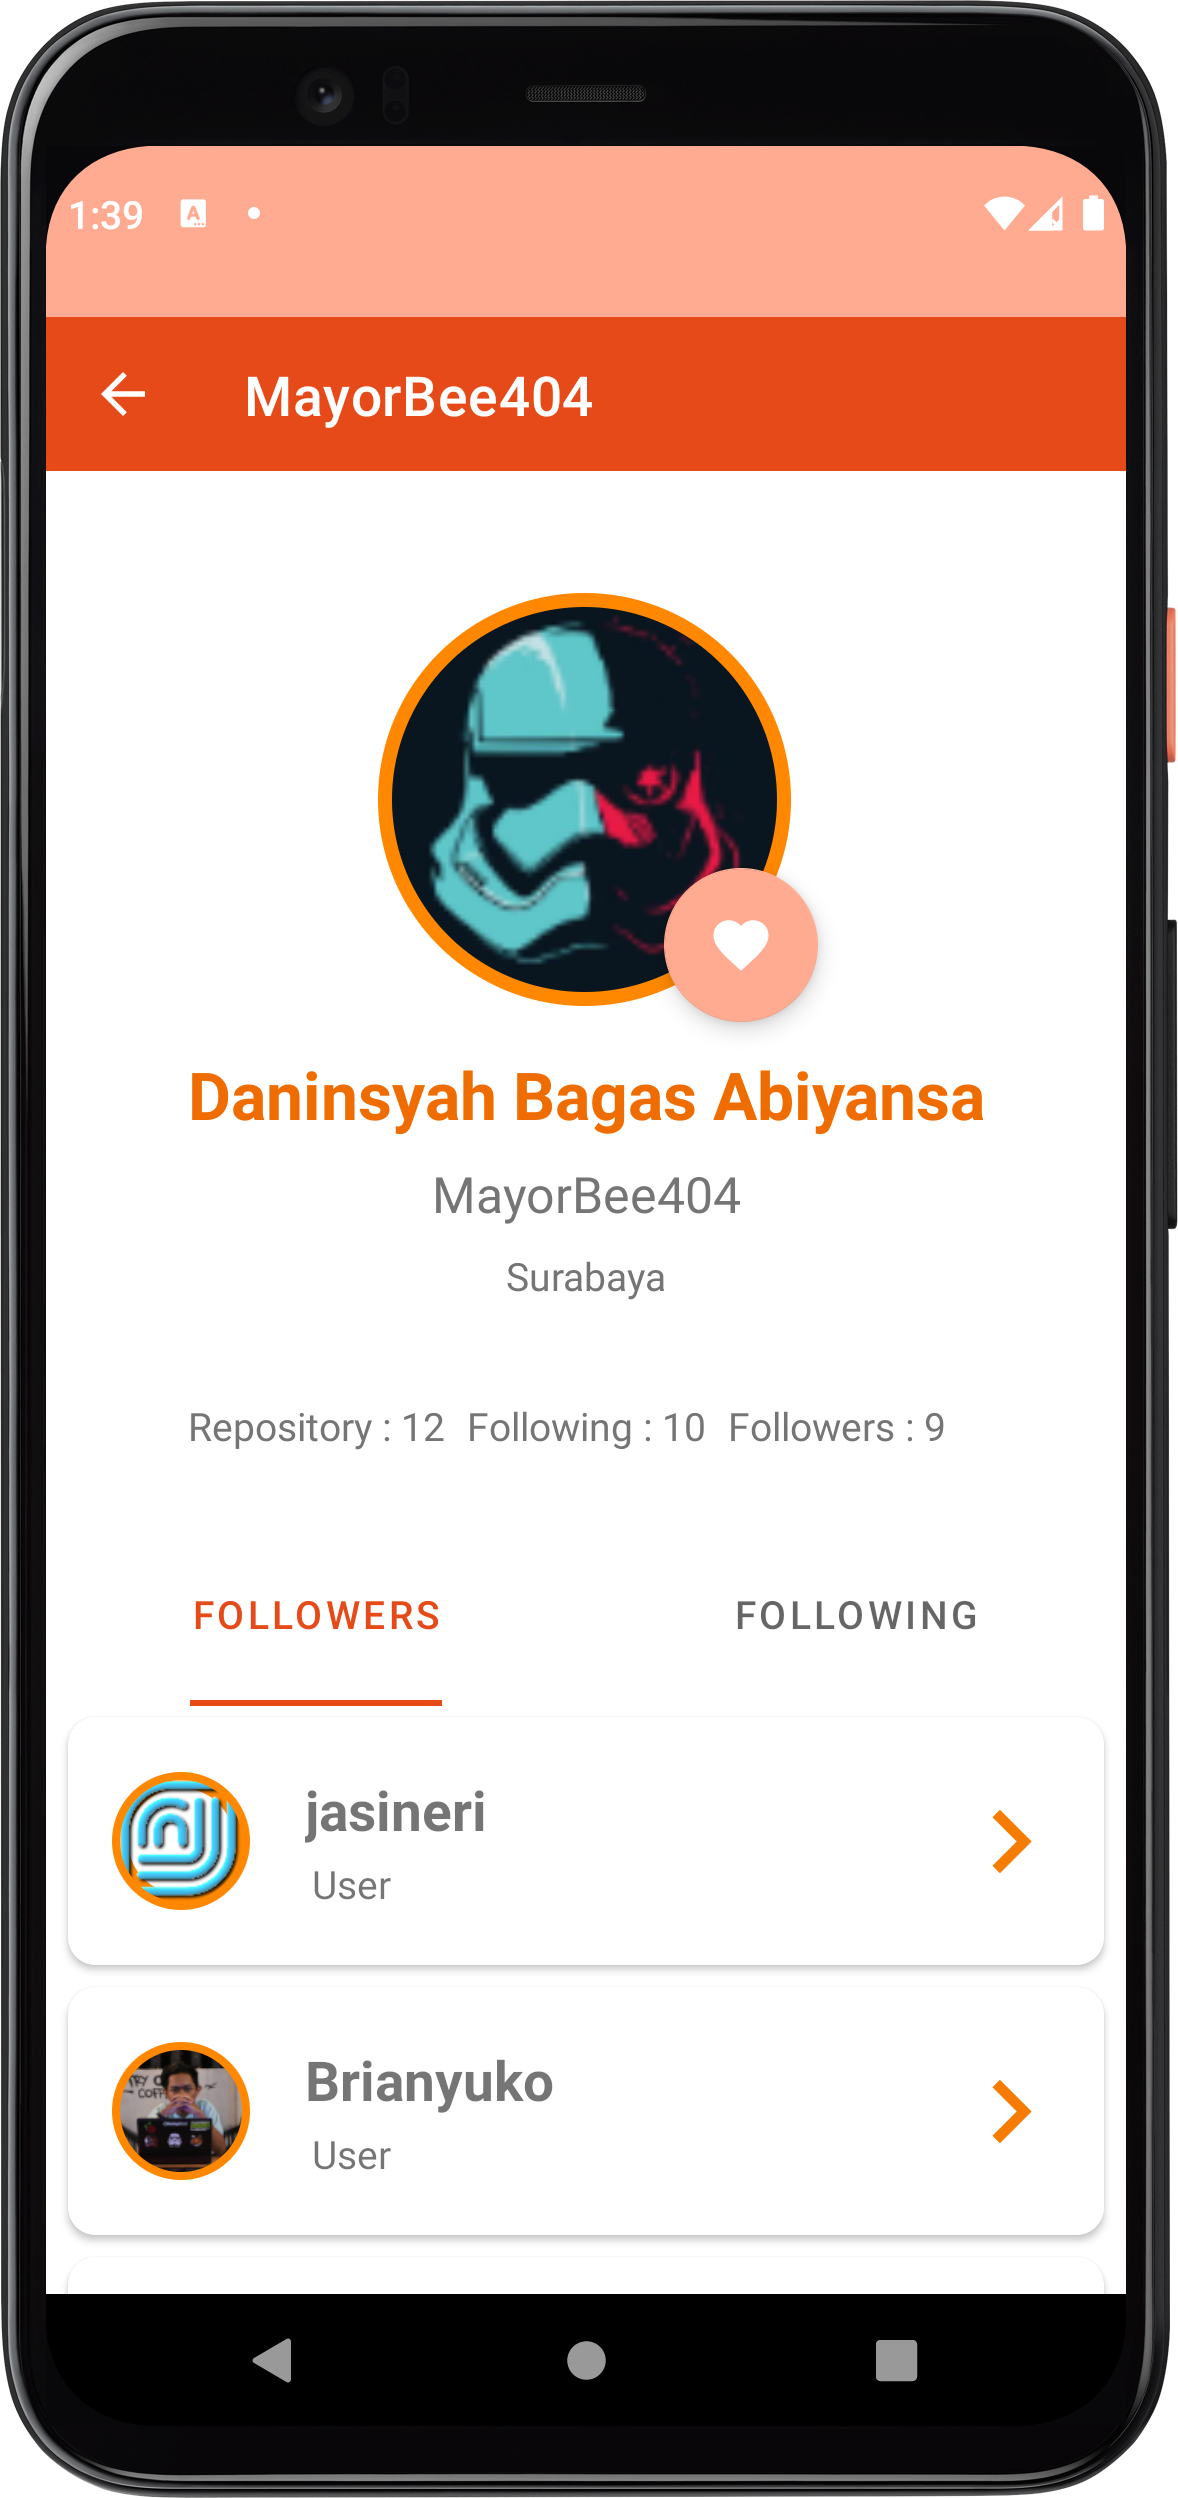 1:39
MayorBee404
Daninsyah Bagas Abiyansa
MayorBee404
Surabaya
Repository : 12 Following : 10 Followers : 9
FOLLOWERS FOLLOWING
jasineri
User
Brianyuko
User